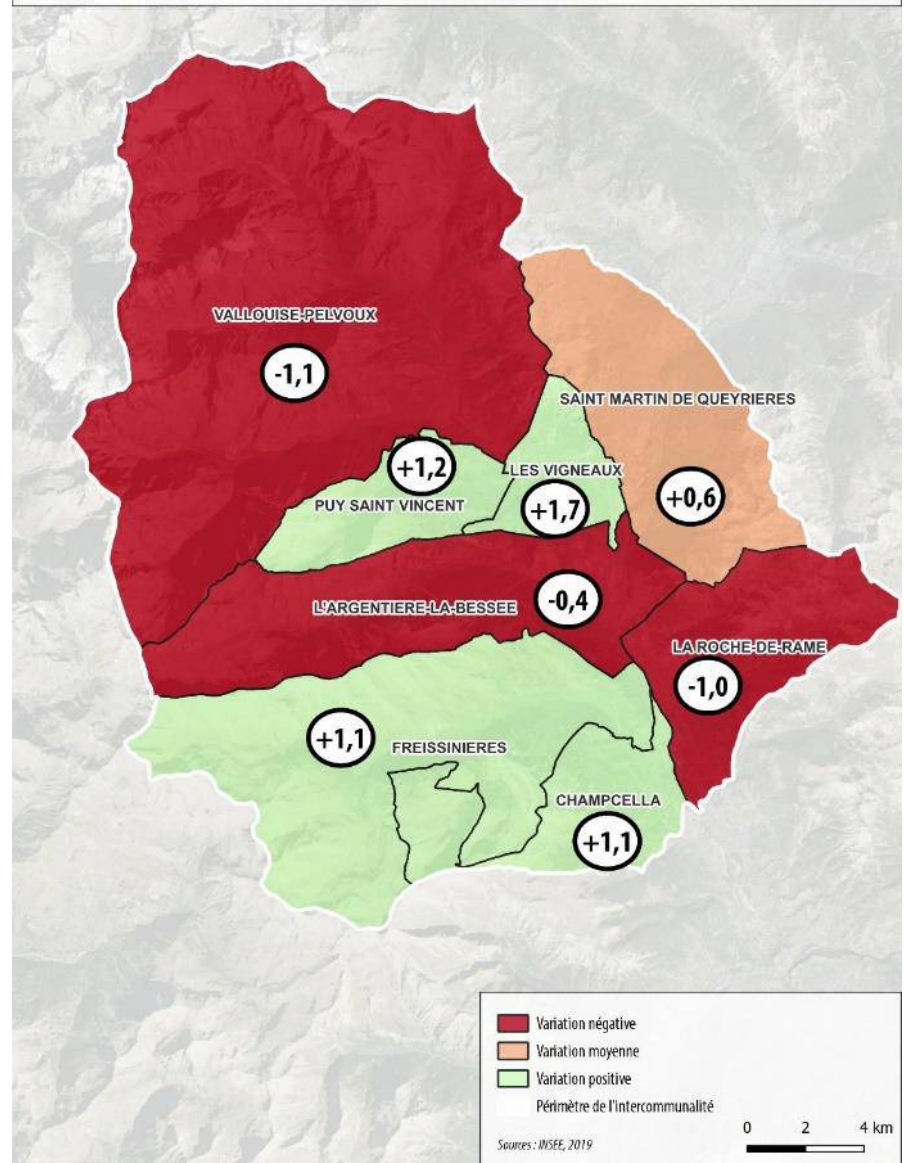 VALLOUISE-PELVOUX
-1,1
SAINT MARTIN DE QUEYRIERES
+1,2
LES VIGNEAUX
PUY SAINT VINCENT
+1,7
+0,6
L'ARGENTIERE-LA-BESSEE
-0,4
LA ROCHE-DE-RAME
-1,0
+1,1
FREISSINIERES
CHAMPCELLA
+1,1
Variation négative
Variation moyenne
Variation positive
Périmètre de l'intercommunalité
Sources : INSEE, 2019
0 2 4 km